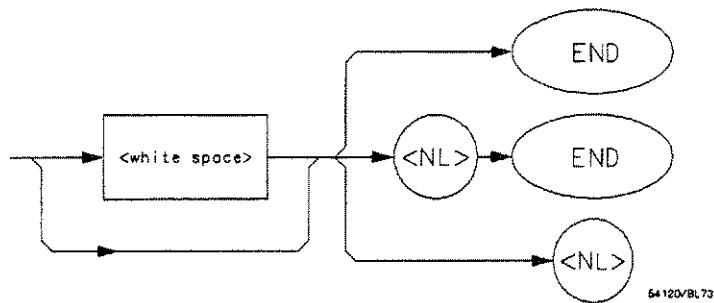 END
<white space>
<NL>
END
<NL>
54120/BL73